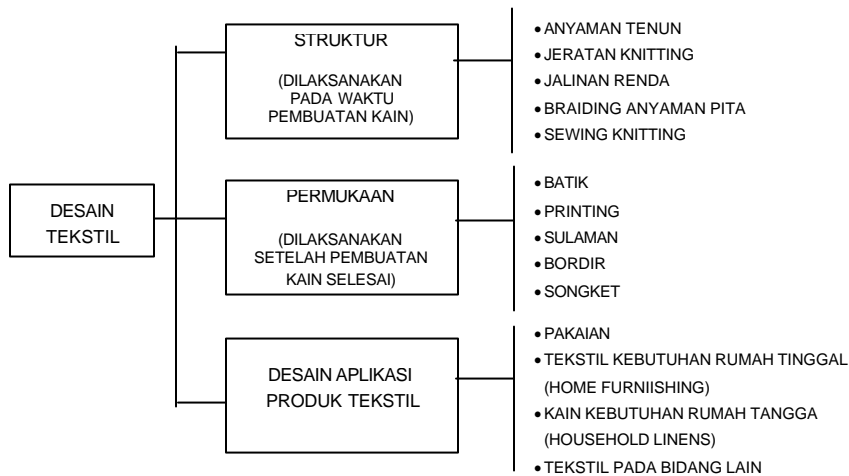 DESAIN
TEKSTIL
STRUKTUR
(DILAKSANAKAN
PADA WAKTU
PEMBUATAN KAIN)
• ANYAMAN TENUN
• JERATAN KNITTING
• JALINAN RENDA
• BRAIDING ANYAMAN PITA
• SEWING KNITTING
PERMUKAAN
(DILAKSANAKAN
SETELAH PEMBUATAN
KAIN SELESAI)
• BATIK
• PRINTING
• SULAMAN
• BORDIR
• SONGKET
DESAIN APLIKASI
PRODUK TEKSTIL
• PAKAIAN
• TEKSTIL KEBUTUHAN RUMAH TINGGAL
(HOME FURNIISHING)
• KAIN KEBUTUHAN RUMAH TANGGA
(HOUSEHOLD LINENS)
• TEKSTIL PADA BIDANG LAIN